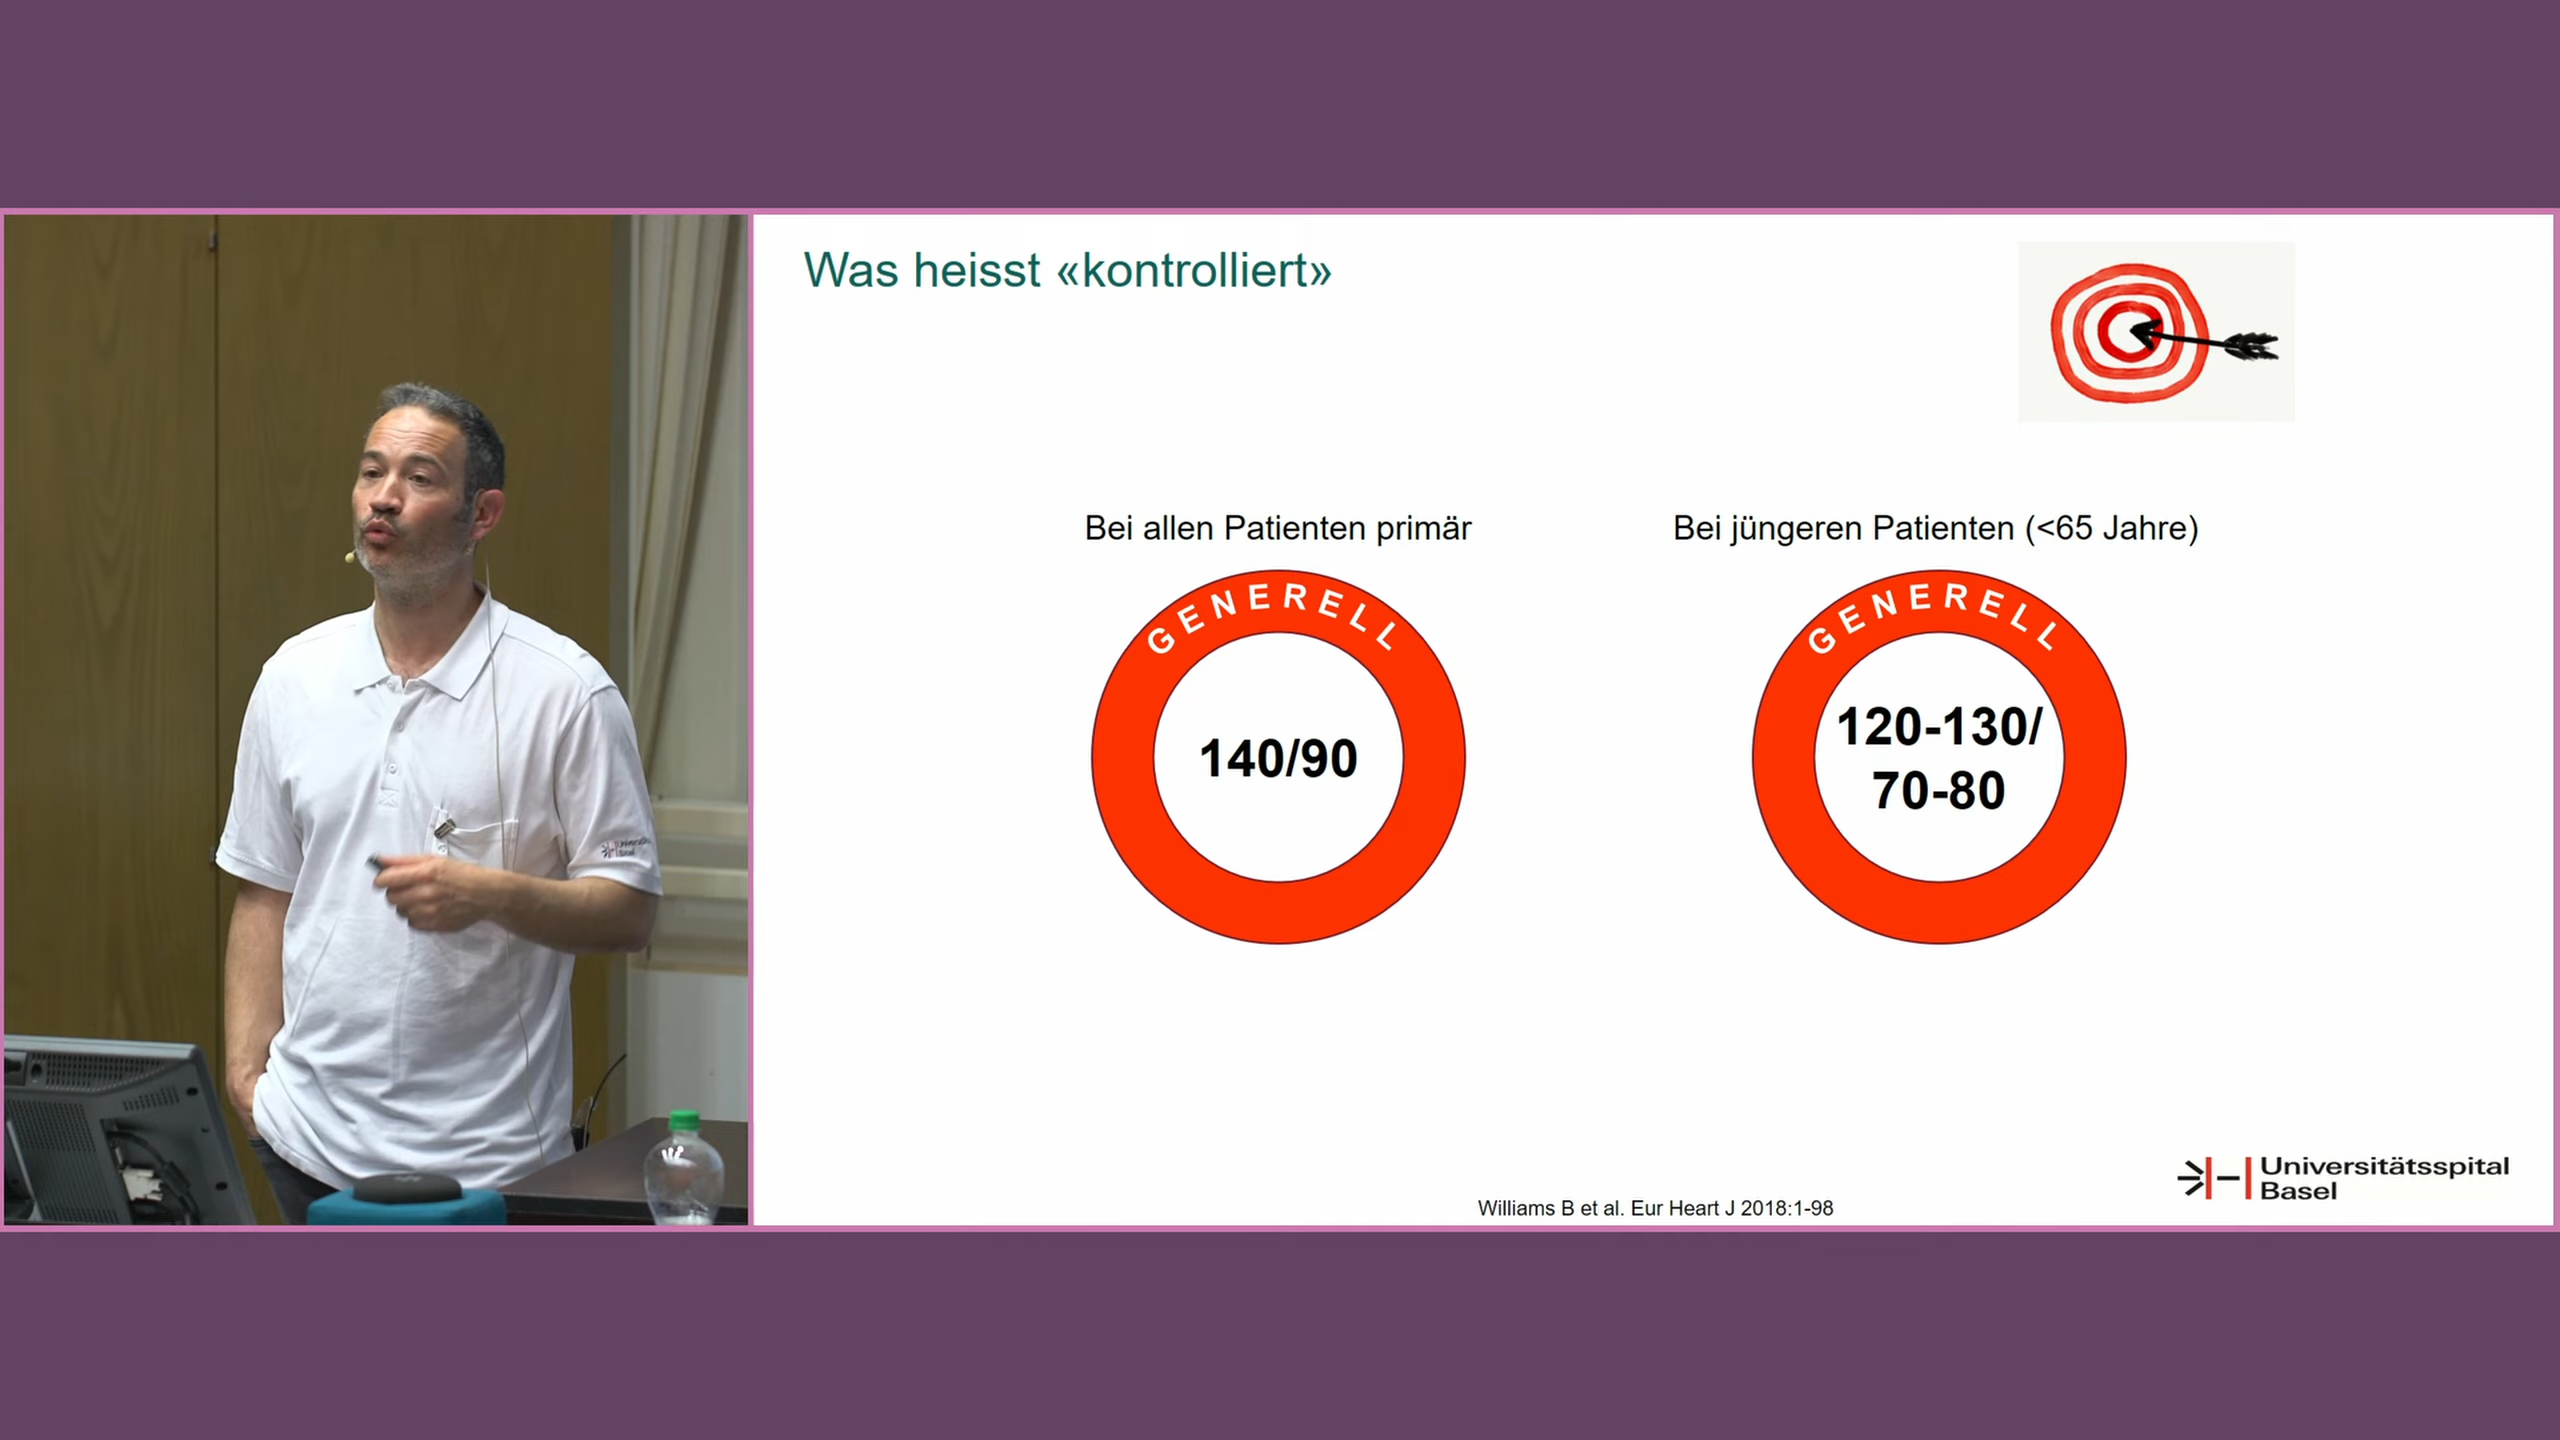 Was heisst «kontrolliert»
Bei allen Patienten primär
GENERELL
140/90
Bei jüngeren Patienten (<65 Jahre)
GENERELL
120-130/
70-80
Williams B et al. Eur Heart J 2018:1-98
Universitätsspital
Basel